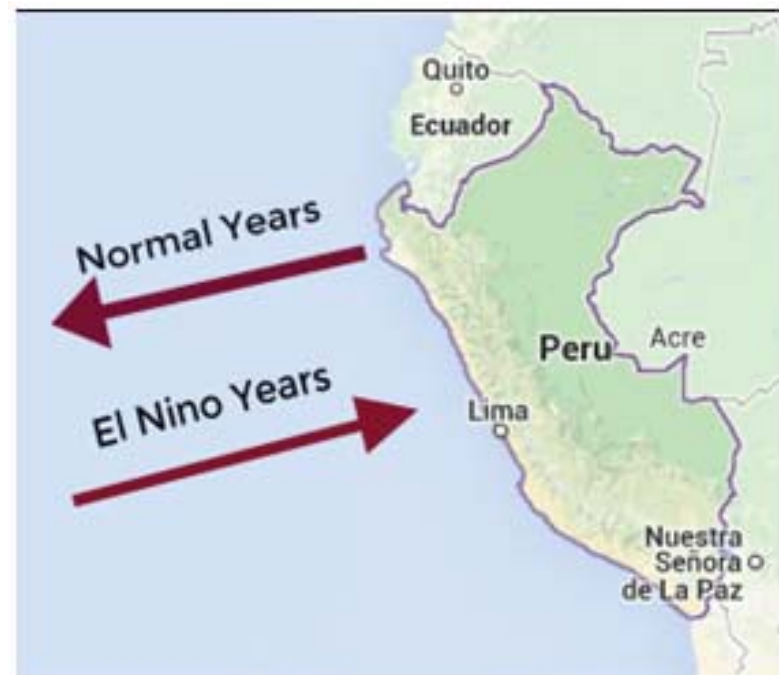 Quito
Ecuador
Normal Years
El Nino Years
Peru
Acre
Lima
Nuestra
Señora
de La Paz